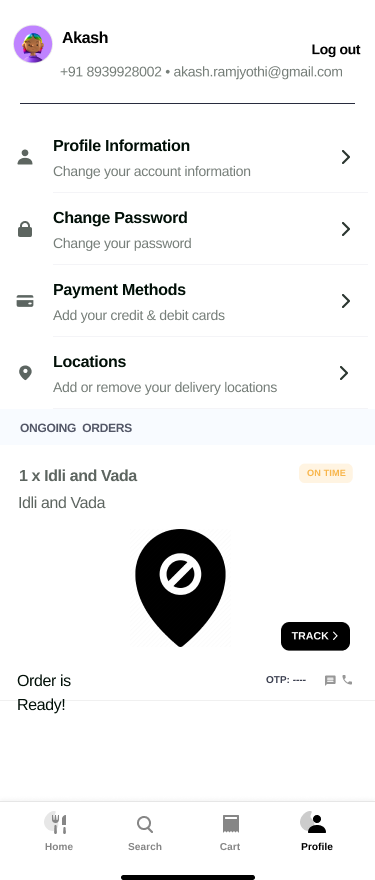 Akash
Log out
+91 8939928002 • akash.ramjyothi@gmail.com
Profile Information
Change your account information
Change Password
Change your password
Payment Methods
Add your credit & debit cards
Locations
Add or remove your delivery locations
ONGOING ORDERS
1 x Idli and Vada
ON TIME
Idli and Vada
TRACK
Order is
Ready!
OTP: ----
Home
Search
Cart
Profile